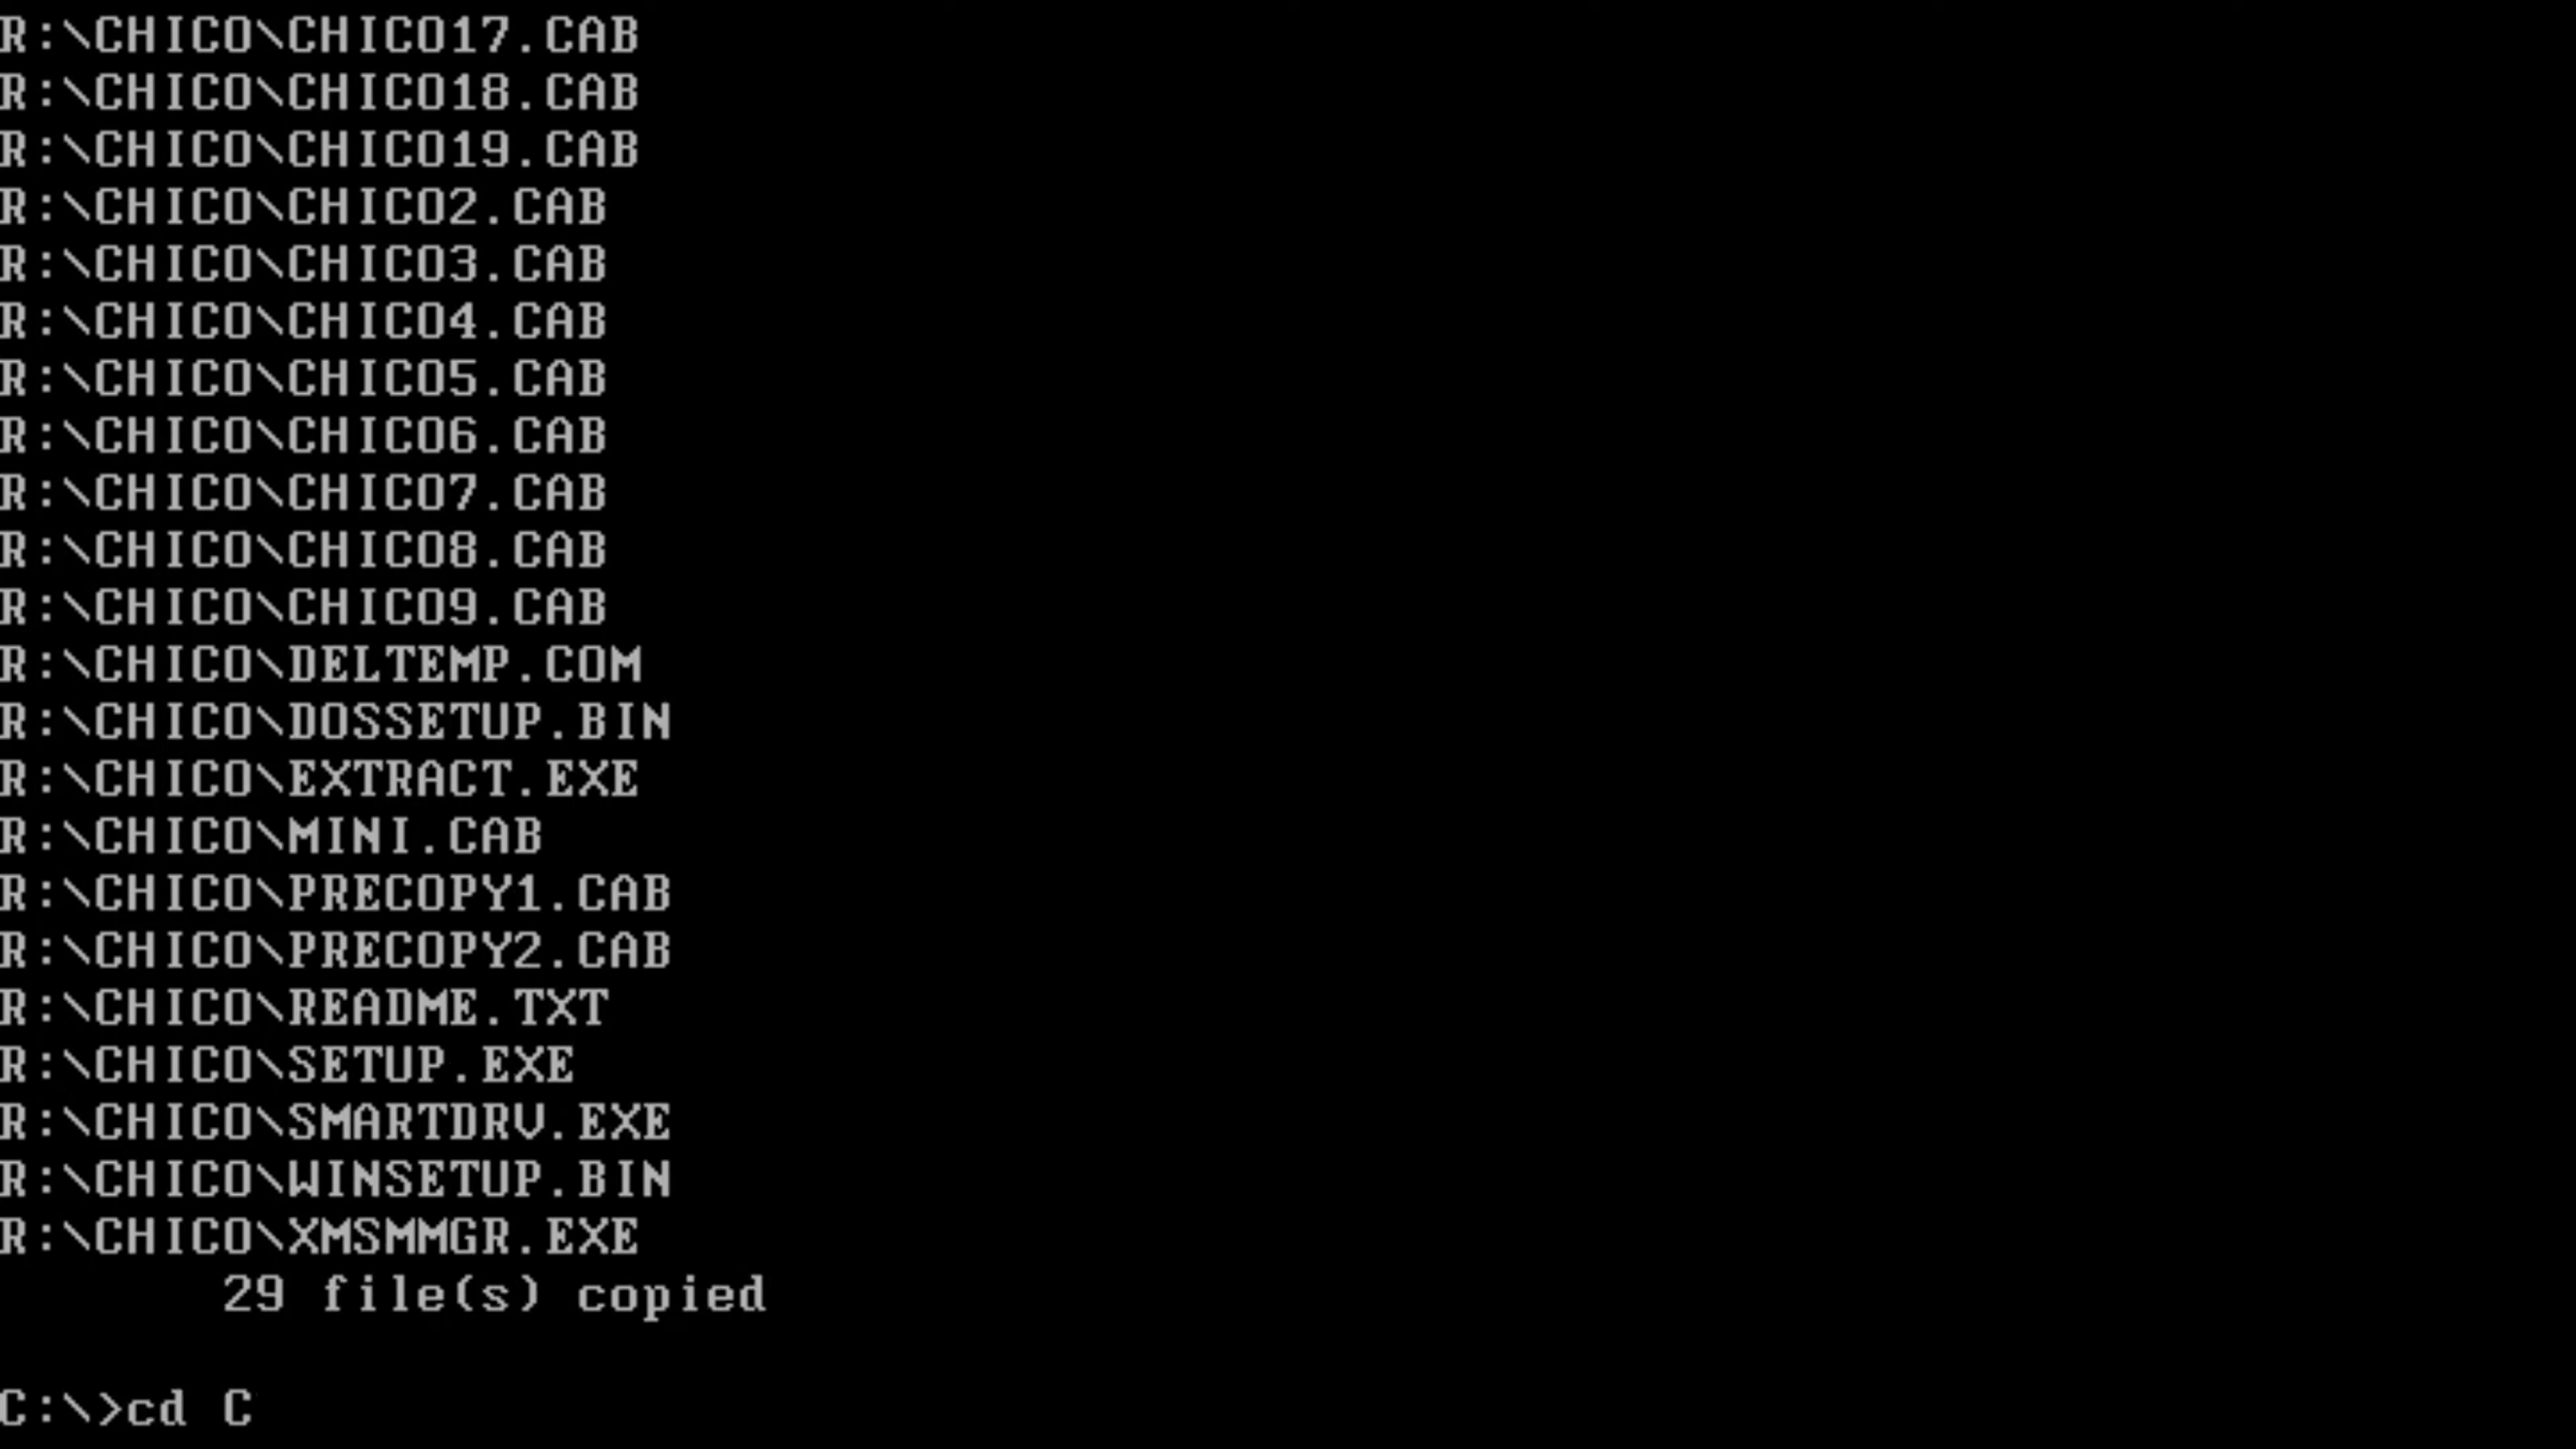 R:\CHICO\CHICO17.CAB
R:\CHICO\CHICO18.CAB
R:\CHICO\CHICO19.CAB
R:\CHICO\CHICO2.CAB
R:\CHICO\CHICO3.CAB
R:\CHICO\CHICO4.CAB
R:\CHICO\CHICO5.CAB
R:\CHICO\CHICO6.CAB
R:\CHICO\CHICO7.CAB
R:\CHICO\CHICO8.CAB
R:\CHICO\CHICO9.CAB
R:\CHICO\DELTEMP.COM
R:\CHICO\DOSSETUP.BIN
R:\CHICO\EXTRACT.EXE
R:\CHICO\MINI.CAB
R:\CHICO\PRECOPY1.CAB
R:\CHICO\PRECOPY2.CAB
R:\CHICO\README.TXT
R:\CHICO\SETUP.EXE
R:\CHICO\SMARTDRV.EXE
R:\CHICO\WINSETUP.BIN
R:\CHICO\XMSMMGR.EXE
29 file(s) copied
C:\>cd C